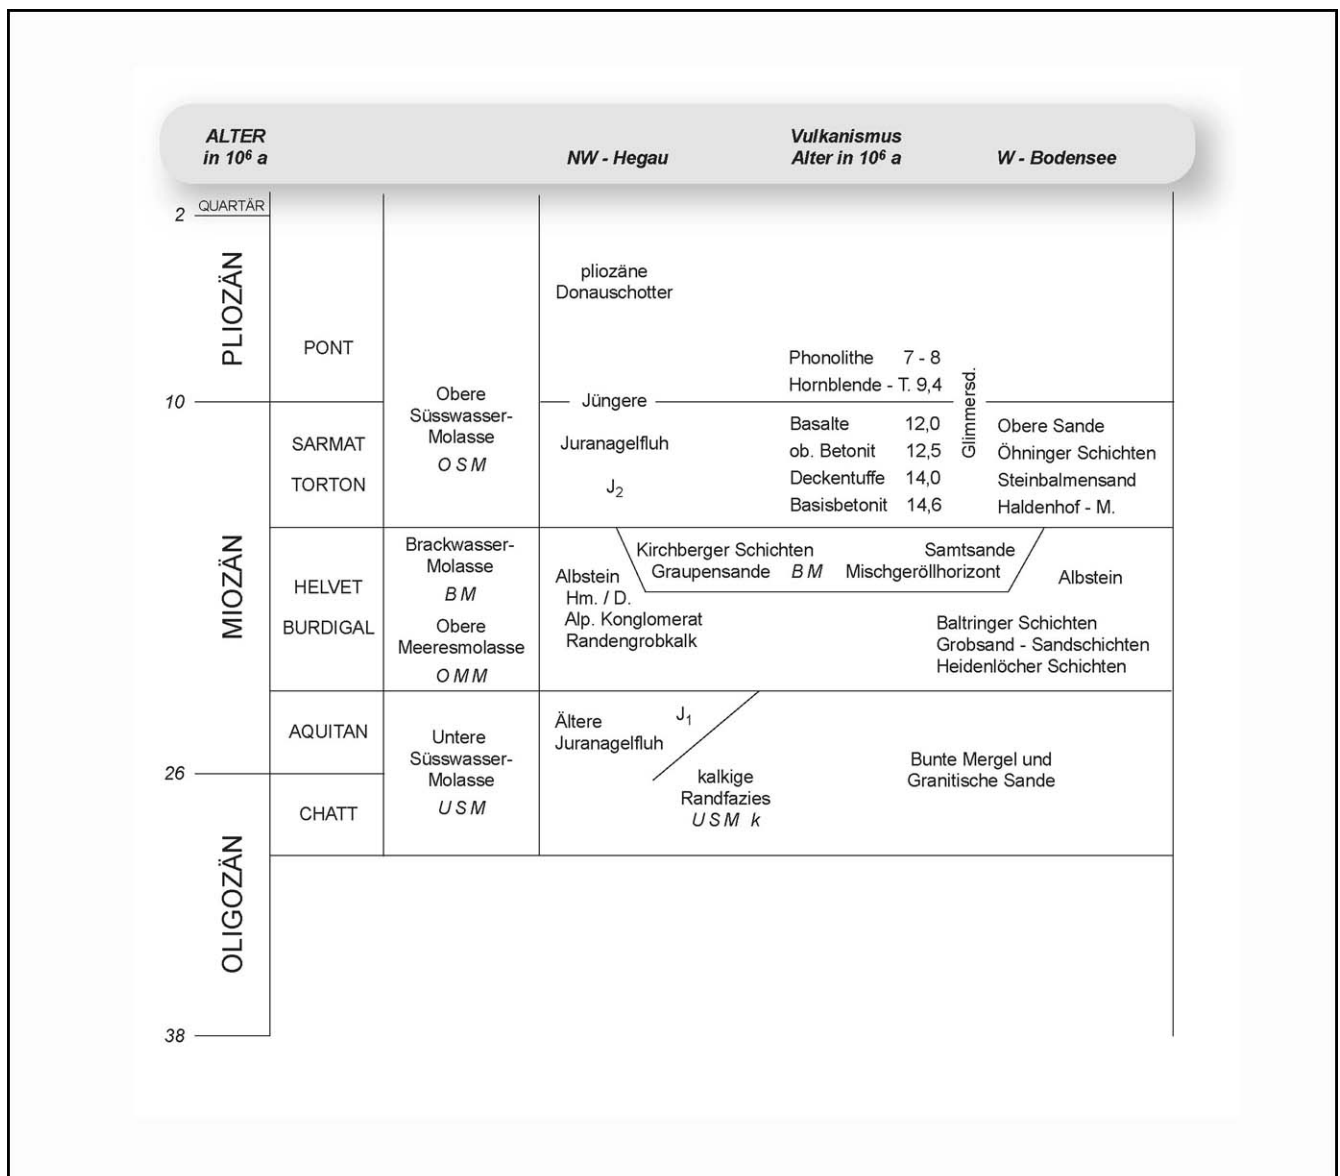 ALTER
in 10⁶ a
NW - Hegau
Vulkanismus
Alter in 10⁶ a
W - Bodensee
QUARTÄR
2
PLIOZÄN
pliozäne
Donauschotter
PONT
Phonolithe 7 - 8
Hornblende - T. 9,4
Glimmersd.
10
Obere
Süsswasser-
Molasse
O S M
Jüngere
Juranagelfluh
J₂
SARMAT
TORTON
Basalte 12,0
ob. Betonit 12,5
Deckentuffe 14,0
Basisbetonit 14,6
Obere Sande
Öhninger Schichten
Steinbalmensand
Haldenhof - M.
MIOZÄN
HELVET
BURDIGAL
Brackwasser-
Molasse
B M
Obere
Meeresmolasse
O M M
Albstein
Hm. / D.
Alp. Konglomerat
Randengrobkalk
Kirchberger Schichten
Graupensande B M
Samtsande
Mischgeröllhorizont
Albstein
Baltringer Schichten
Grobsand - Sandschichten
Heidenlöcher Schichten
AQUITAN
26
CHATT
Untere
Süsswasser-
Molasse
U S M
Ältere
Juranagelfluh
J₁
kalkige
Randfazies
U S M k
Bunte Mergel und
Granitische Sande
OLIGOZÄN
38